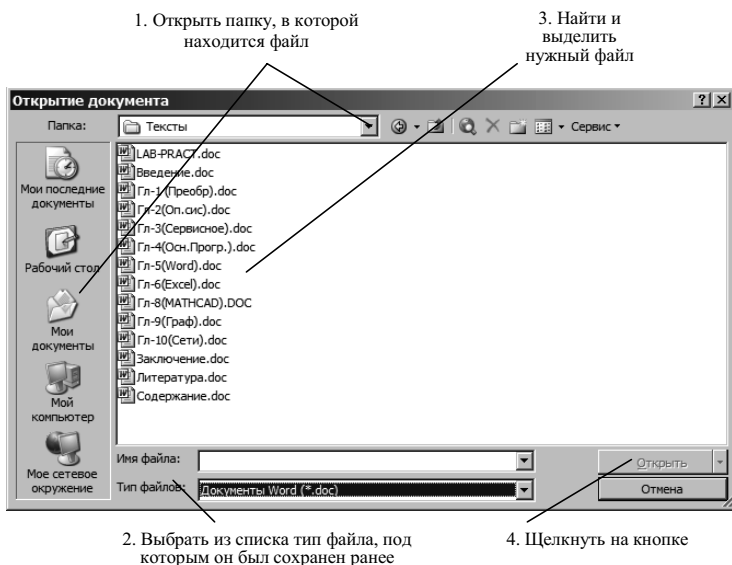 1. Открыть папку, в которой
находится файл
3. Найти и
выделить
нужный файл
Открытие документа
Папка:
Тексты
Сервис
Мои последние
документы
Рабочий стол
Мои
документы
Мой
компьютер
Мое сетевое
окружение
LAB-PRACT.doc
Введение.doc
Гл-1(Преобр).doc
Гл-2(Оп.сис).doc
Гл-3(Сервисное).doc
Гл-4(Осн.Прогр.).doc
Гл-5(Word).doc
Гл-6(Excel).doc
Гл-8(MATHCAD).DOC
Гл-9(Граф).doc
Гл-10(Сети).doc
Заключение.doc
Литература.doc
Содержание.doc
Имя файла:
Открыть
Тип файлов:
Документы Word (*.doc)
Отмена
2. Выбрать из списка тип файла, под
которым он был сохранен ранее
4. Щелкнуть на кнопке